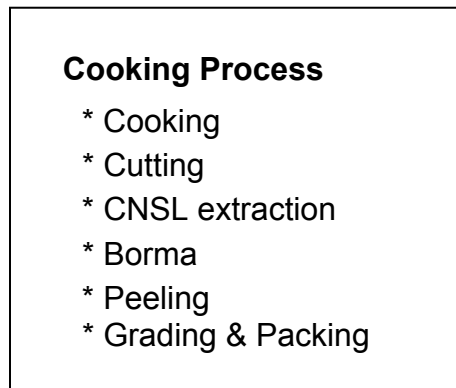 Cooking Process
* Cooking
* Cutting
* CNSL extraction
* Borma
* Peeling
* Grading & Packing